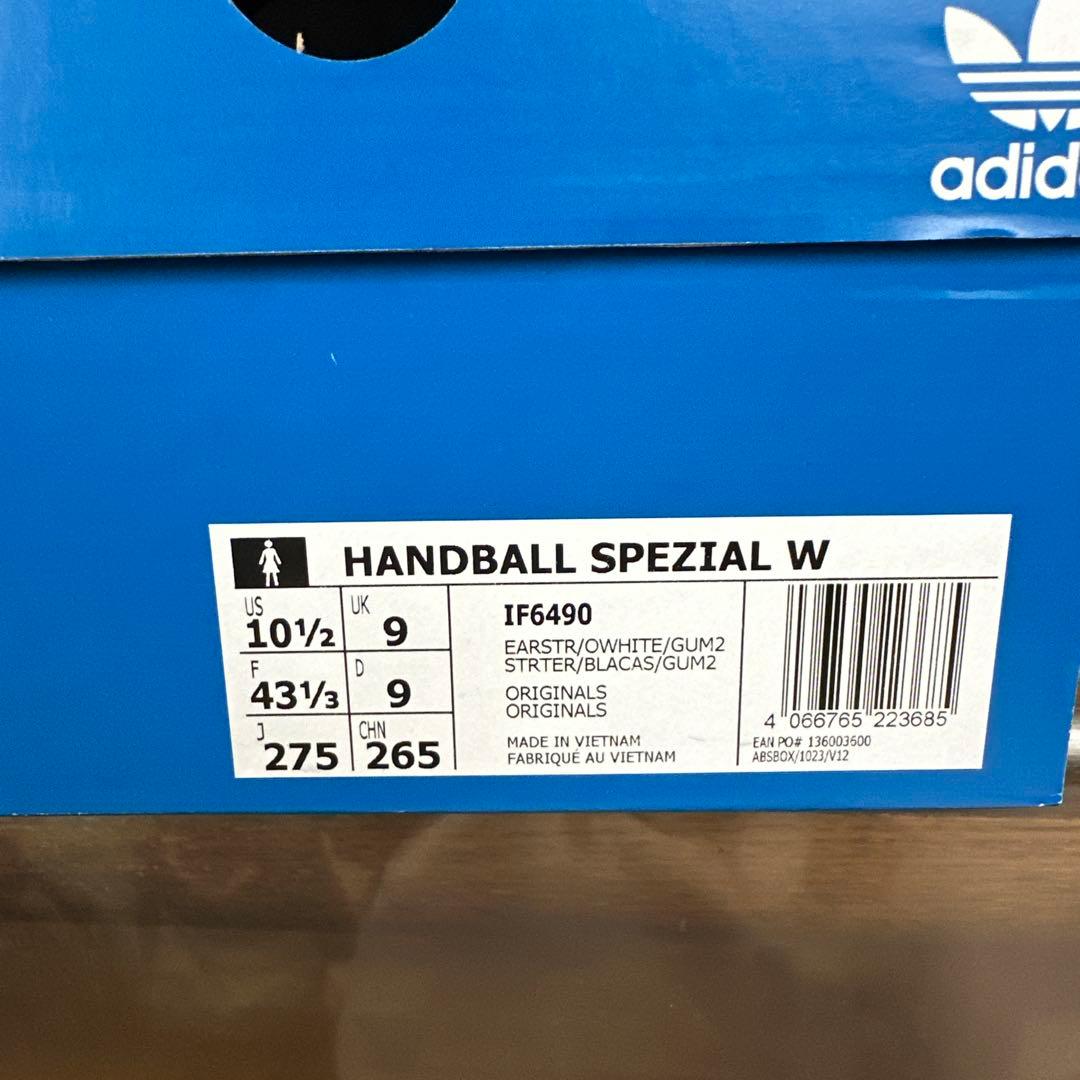 adid
HANDBALL SPEZIAL W
US 10½ UK 9
F 43⅓ D 9
J 275 CHN 265
IF6490
EARSTR/OWHITE/GUM2
STRTER/BLACAS/GUM2
ORIGINALS
ORIGINALS
MADE IN VIETNAM
FABRIQUÉ AU VIETNAM
4 066765 223685
EAN PO# 136003600
ABSBOX/1023/V12